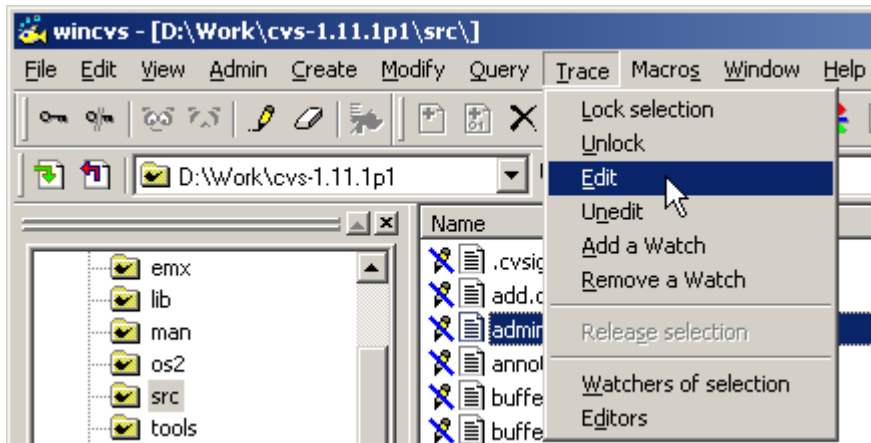 wincvs - [D:\Work\cvs-1.11.1p1\src\]
File Edit View Admin Create Modify Query Trace Macros Window Help
Lock selection
Unlock
D:\Work\cvs-1.11.1p1
Edit
Unedit
Name
Add a Watch
emx
.cvsig
lib
add.c
Remove a Watch
man
admin
Release selection
os2
annot
src
buffe
Watchers of selection
tools
buffe
Editors